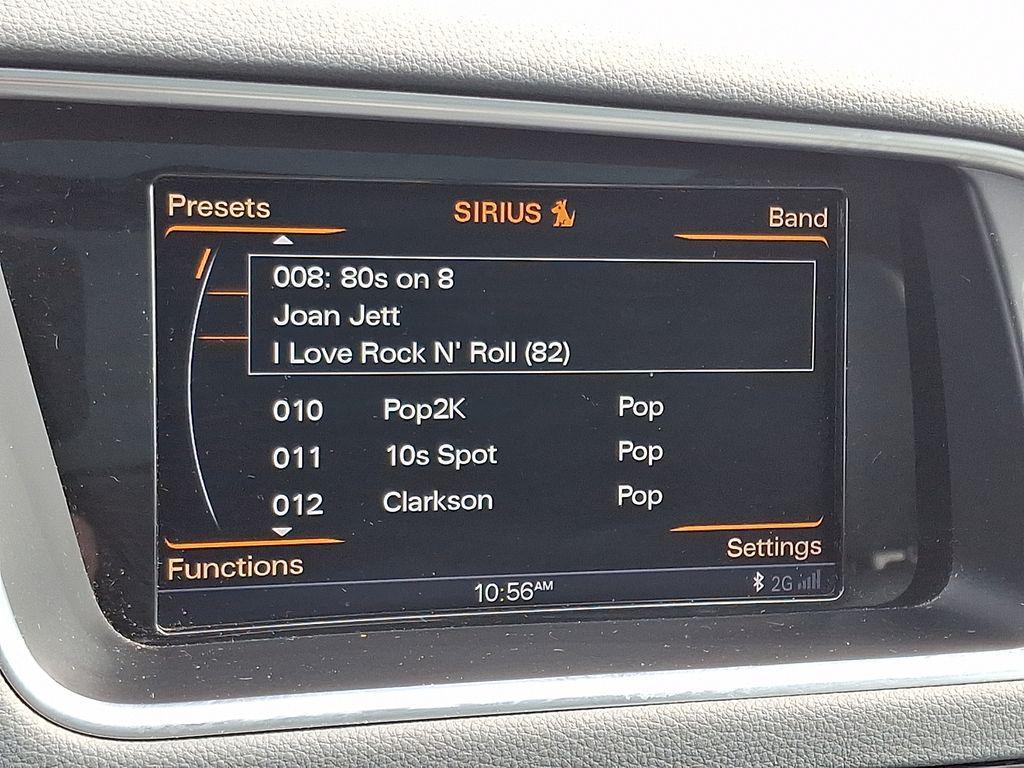 Presets
SIRIUS
Band
008: 80s on 8
Joan Jett
I Love Rock N' Roll (82)
010 Pop2K Pop
011 10s Spot Pop
012 Clarkson Pop
Functions
Settings
10:56AM
2G